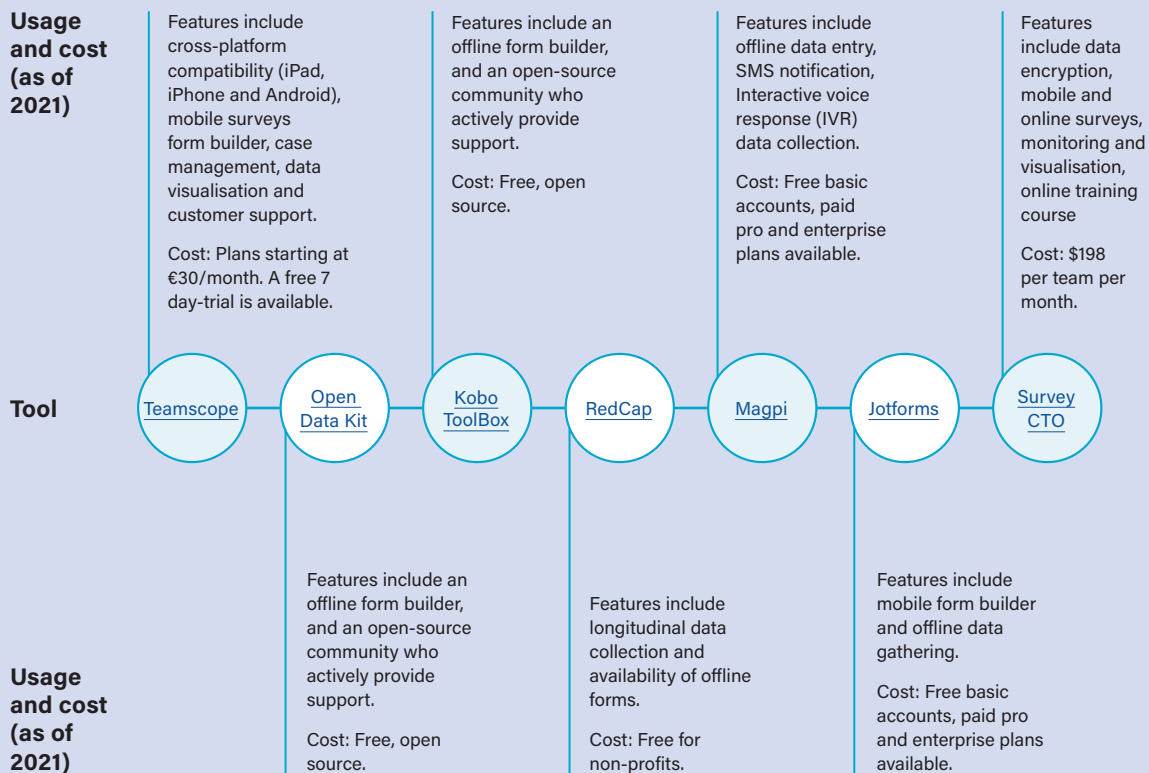 Usage
and cost
(as of
2021)
Features include
cross-platform
compatibility (iPad,
iPhone and Android),
mobile surveys
form builder, case
management, data
visualisation and
customer support.
Cost: Plans starting at
€30/month. A free 7
day-trial is available.
Features include an
offline form builder,
and an open-source
community who
actively provide
support.
Cost: Free, open
source.
Features include
offline data entry,
SMS notification,
Interactive voice
response (IVR)
data collection.
Cost: Free basic
accounts, paid
pro and enterprise
plans available.
Features
include data
encryption,
mobile and
online surveys,
monitoring and
visualisation,
online training
course
Cost: $198
per team per
month.
Tool
Teamscope
Open
Data Kit
Kobo
ToolBox
RedCap
Magpi
Jotforms
Survey
CTO
Usage
and cost
(as of
2021)
Features include an
offline form builder,
and an open-source
community who
actively provide
support.
Cost: Free, open
source.
Features include
longitudinal data
collection and
availability of offline
forms.
Cost: Free for
non-profits.
Features include
mobile form builder
and offline data
gathering.
Cost: Free basic
accounts, paid pro
and enterprise plans
available.